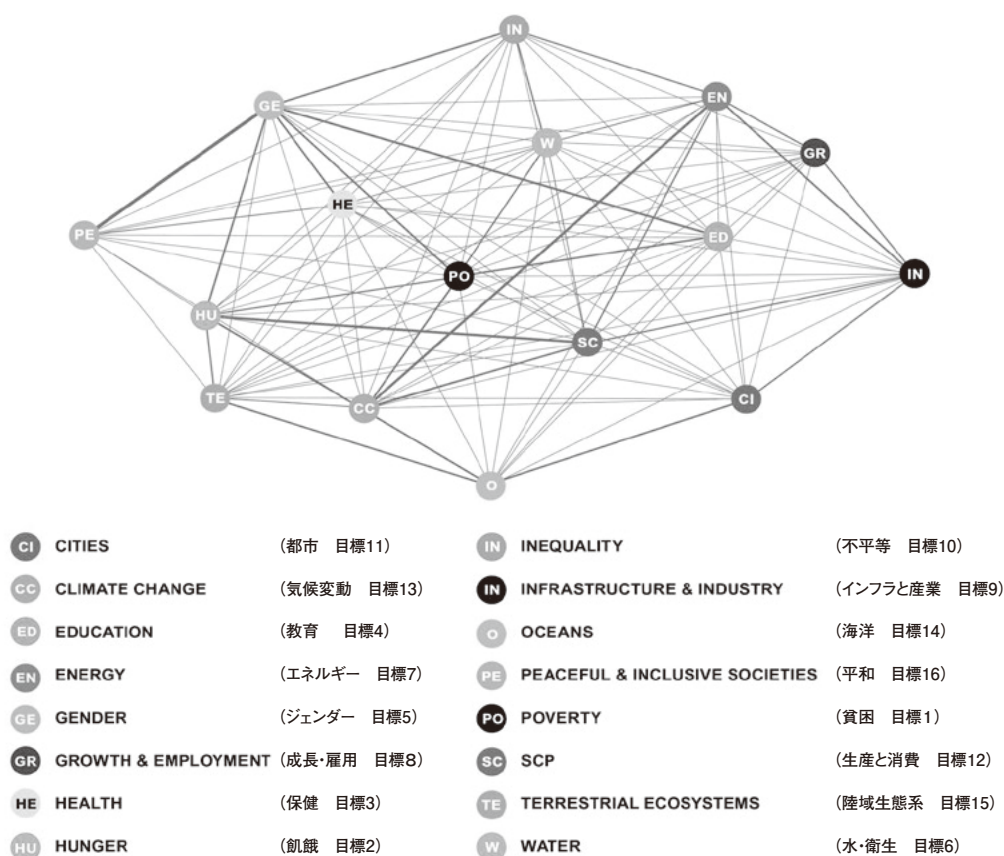 IN
GE
EN
W
GR
HE
PE
ED
PO
IN
HU
SC
TE
CC
CI
O
CI CITIES (都市 目標11)
CC CLIMATE CHANGE (気候変動 目標13)
ED EDUCATION (教育 目標4)
EN ENERGY (エネルギー 目標7)
GE GENDER (ジェンダー 目標5)
GR GROWTH & EMPLOYMENT (成長・雇用 目標8)
HE HEALTH (保健 目標3)
HU HUNGER (飢餓 目標2)
IN INEQUALITY (不平等 目標10)
IN INFRASTRUCTURE & INDUSTRY (インフラと産業 目標9)
O OCEANS (海洋 目標14)
PE PEACEFUL & INCLUSIVE SOCIETIES (平和 目標16)
PO POVERTY (貧困 目標1)
SC SCP (生産と消費 目標12)
TE TERRESTRIAL ECOSYSTEMS (陸域生態系 目標15)
W WATER (水・衛生 目標6)